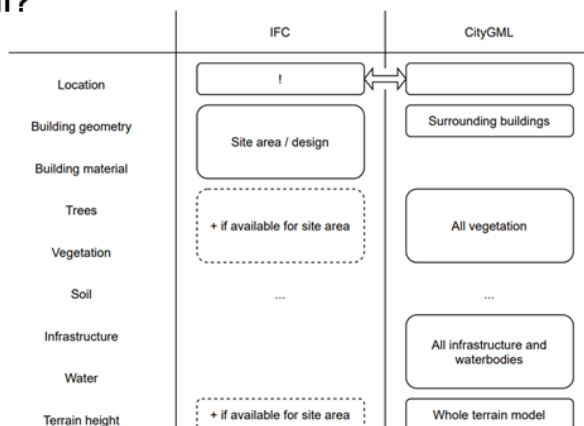 IFC CityGML
Location ! 
Building geometry Surrounding buildings
Site area / design
Building material
Trees
+ if available for site area All vegetation
Vegetation
Soil ... ...
Infrastructure
All infrastructure and
waterbodies
Water
Terrain height + if available for site area Whole terrain model